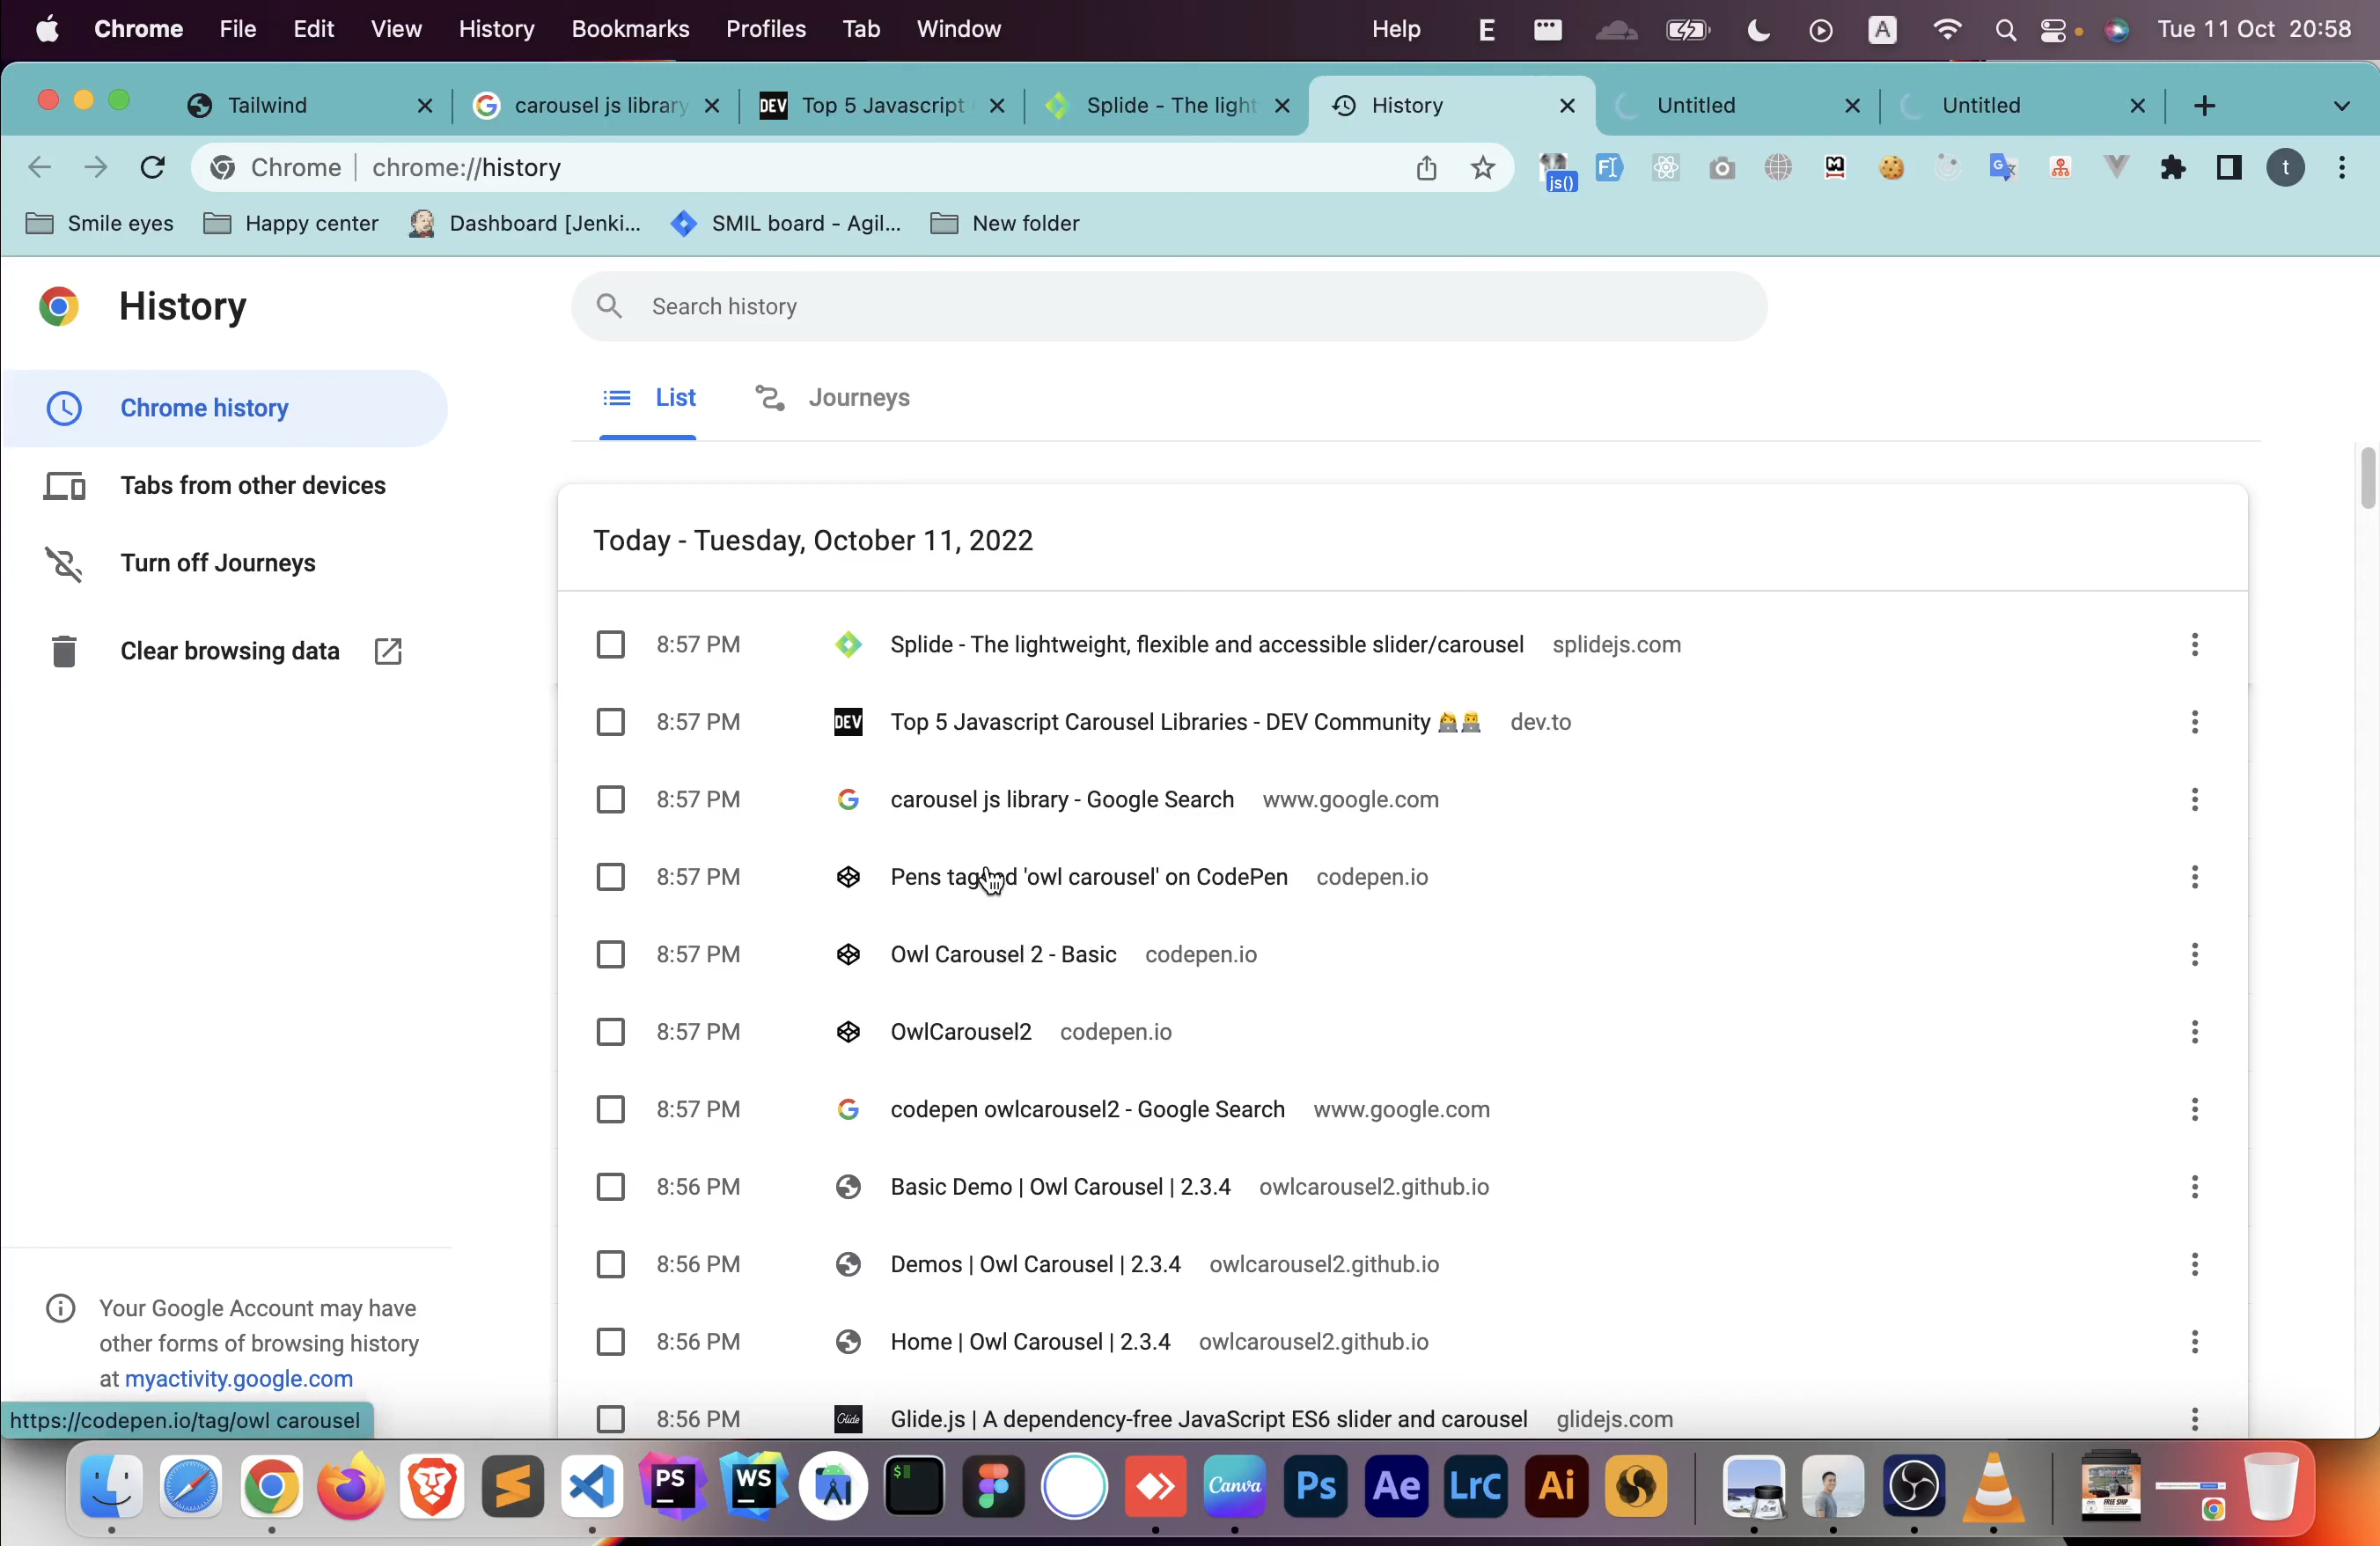 Chrome File Edit View History Bookmarks Profiles Tab Window Help E A Tue 11 Oct 20:58
Tailwind carousel js library DEV Top 5 Javascript Splide - The light History Untitled Untitled
Chrome chrome://history js() t
Smile eyes Happy center Dashboard [Jenki... SMIL board - Agil... New folder
History
Search history
Chrome history
List Journeys
Tabs from other devices
Turn off Journeys
Clear browsing data
Today - Tuesday, October 11, 2022
8:57 PM Splide - The lightweight, flexible and accessible slider/carousel splidejs.com
8:57 PM DEV Top 5 Javascript Carousel Libraries - DEV Community 👩‍💻👨‍💻 dev.to
8:57 PM carousel js library - Google Search www.google.com
8:57 PM Pens tagged 'owl carousel' on CodePen codepen.io
8:57 PM Owl Carousel 2 - Basic codepen.io
8:57 PM OwlCarousel2 codepen.io
8:57 PM codepen owlcarousel2 - Google Search www.google.com
8:56 PM Basic Demo | Owl Carousel | 2.3.4 owlcarousel2.github.io
8:56 PM Demos | Owl Carousel | 2.3.4 owlcarousel2.github.io
8:56 PM Home | Owl Carousel | 2.3.4 owlcarousel2.github.io
8:56 PM Glide Glide.js | A dependency-free JavaScript ES6 slider and carousel glidejs.com
Your Google Account may have
other forms of browsing history
at myactivity.google.com
https://codepen.io/tag/owl carousel
PS WS $ Canva Ps Ae LrC Ai FREE SHIP